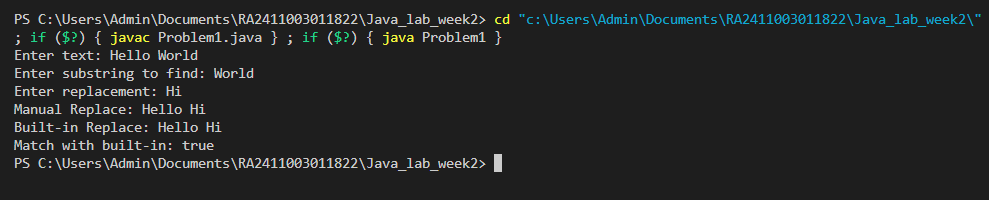 PS C:\Users\Admin\Documents\RA2411003011822\Java_lab_week2> cd "c:\Users\Admin\Documents\RA2411003011822\Java_lab_week2\"
; if ($?) { javac Problem1.java } ; if ($?) { java Problem1 }
Enter text: Hello World
Enter substring to find: World
Enter replacement: Hi
Manual Replace: Hello Hi
Built-in Replace: Hello Hi
Match with built-in: true
PS C:\Users\Admin\Documents\RA2411003011822\Java_lab_week2>